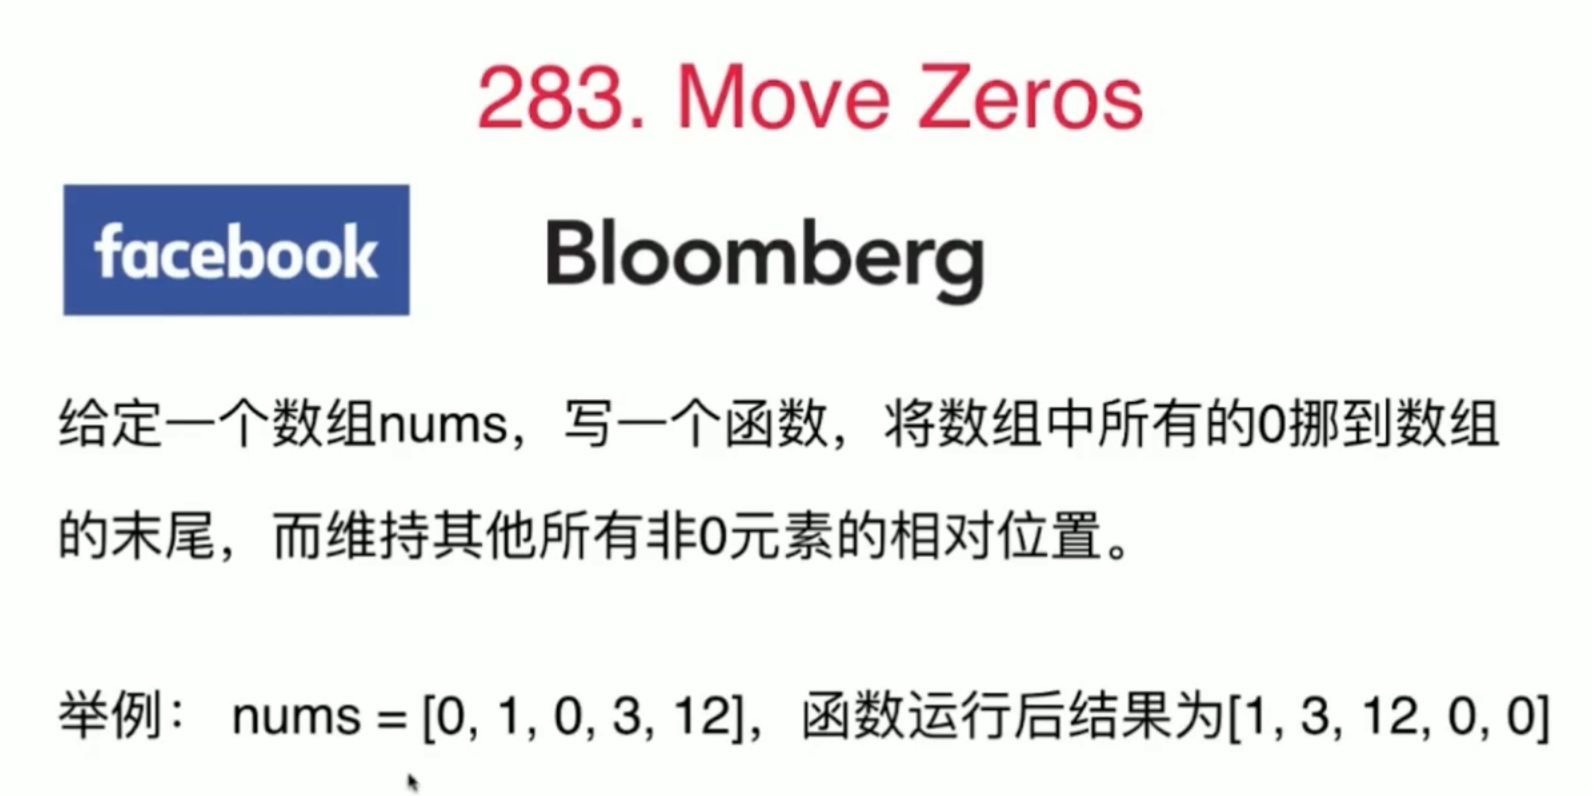 283. Move Zeros
facebook Bloomberg
给定一个数组nums，写一个函数，将数组中所有的0挪到数组
的末尾，而维持其他所有非0元素的相对位置。
举例： nums = [0, 1, 0, 3, 12]，函数运行后结果为[1, 3, 12, 0, 0]